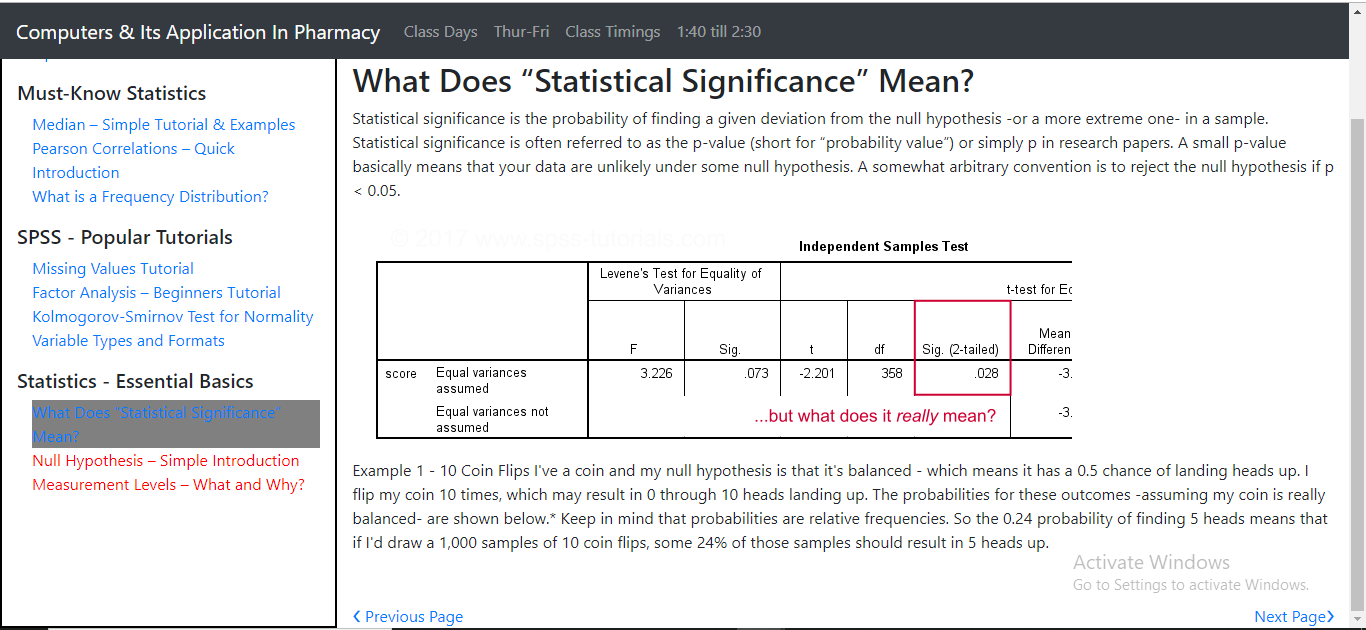 Computers & Its Application In Pharmacy Class Days Thur-Fri Class Timings 1:40 till 2:30
Must-Know Statistics
Median – Simple Tutorial & Examples
Pearson Correlations – Quick
Introduction
What is a Frequency Distribution?
SPSS - Popular Tutorials
Missing Values Tutorial
Factor Analysis – Beginners Tutorial
Kolmogorov-Smirnov Test for Normality
Variable Types and Formats
Statistics - Essential Basics
What Does “Statistical Significance”
Mean?
Null Hypothesis – Simple Introduction
Measurement Levels – What and Why?
What Does “Statistical Significance” Mean?
Statistical significance is the probability of finding a given deviation from the null hypothesis -or a more extreme one- in a sample.
Statistical significance is often referred to as the p-value (short for “probability value”) or simply p in research papers. A small p-value
basically means that your data are unlikely under some null hypothesis. A somewhat arbitrary convention is to reject the null hypothesis if p
< 0.05.
© 2017 www.spss-tutorials.com
Independent Samples Test
Levene's Test for Equality of
Variances
t-test for Ec
F Sig. t df Sig. (2-tailed) Mean
Differen
score Equal variances
assumed 3.226 .073 -2.201 358 .028 -3.
Equal variances not
assumed -3.
...but what does it really mean?
Example 1 - 10 Coin Flips I've a coin and my null hypothesis is that it's balanced - which means it has a 0.5 chance of landing heads up. I
flip my coin 10 times, which may result in 0 through 10 heads landing up. The probabilities for these outcomes -assuming my coin is really
balanced- are shown below.* Keep in mind that probabilities are relative frequencies. So the 0.24 probability of finding 5 heads means that
if I'd draw a 1,000 samples of 10 coin flips, some 24% of those samples should result in 5 heads up.
Activate Windows
Go to Settings to activate Windows.
❮ Previous Page
Next Page❯